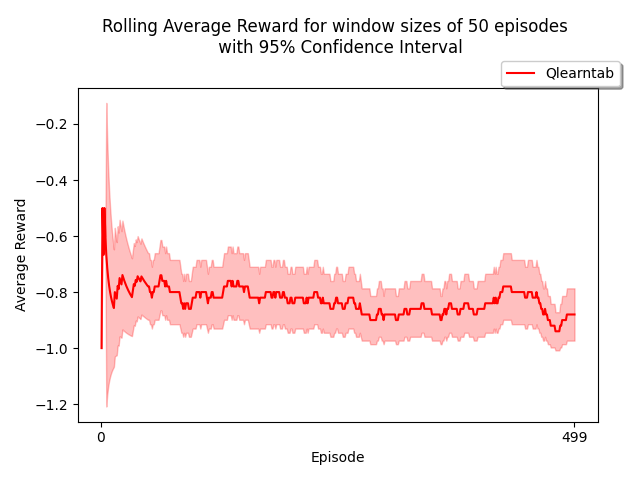 Rolling Average Reward for window sizes of 50 episodes
with 95% Confidence Interval
Qlearntab
Average Reward
−0.2
−0.4
−0.6
−0.8
−1.0
−1.2
0
499
Episode